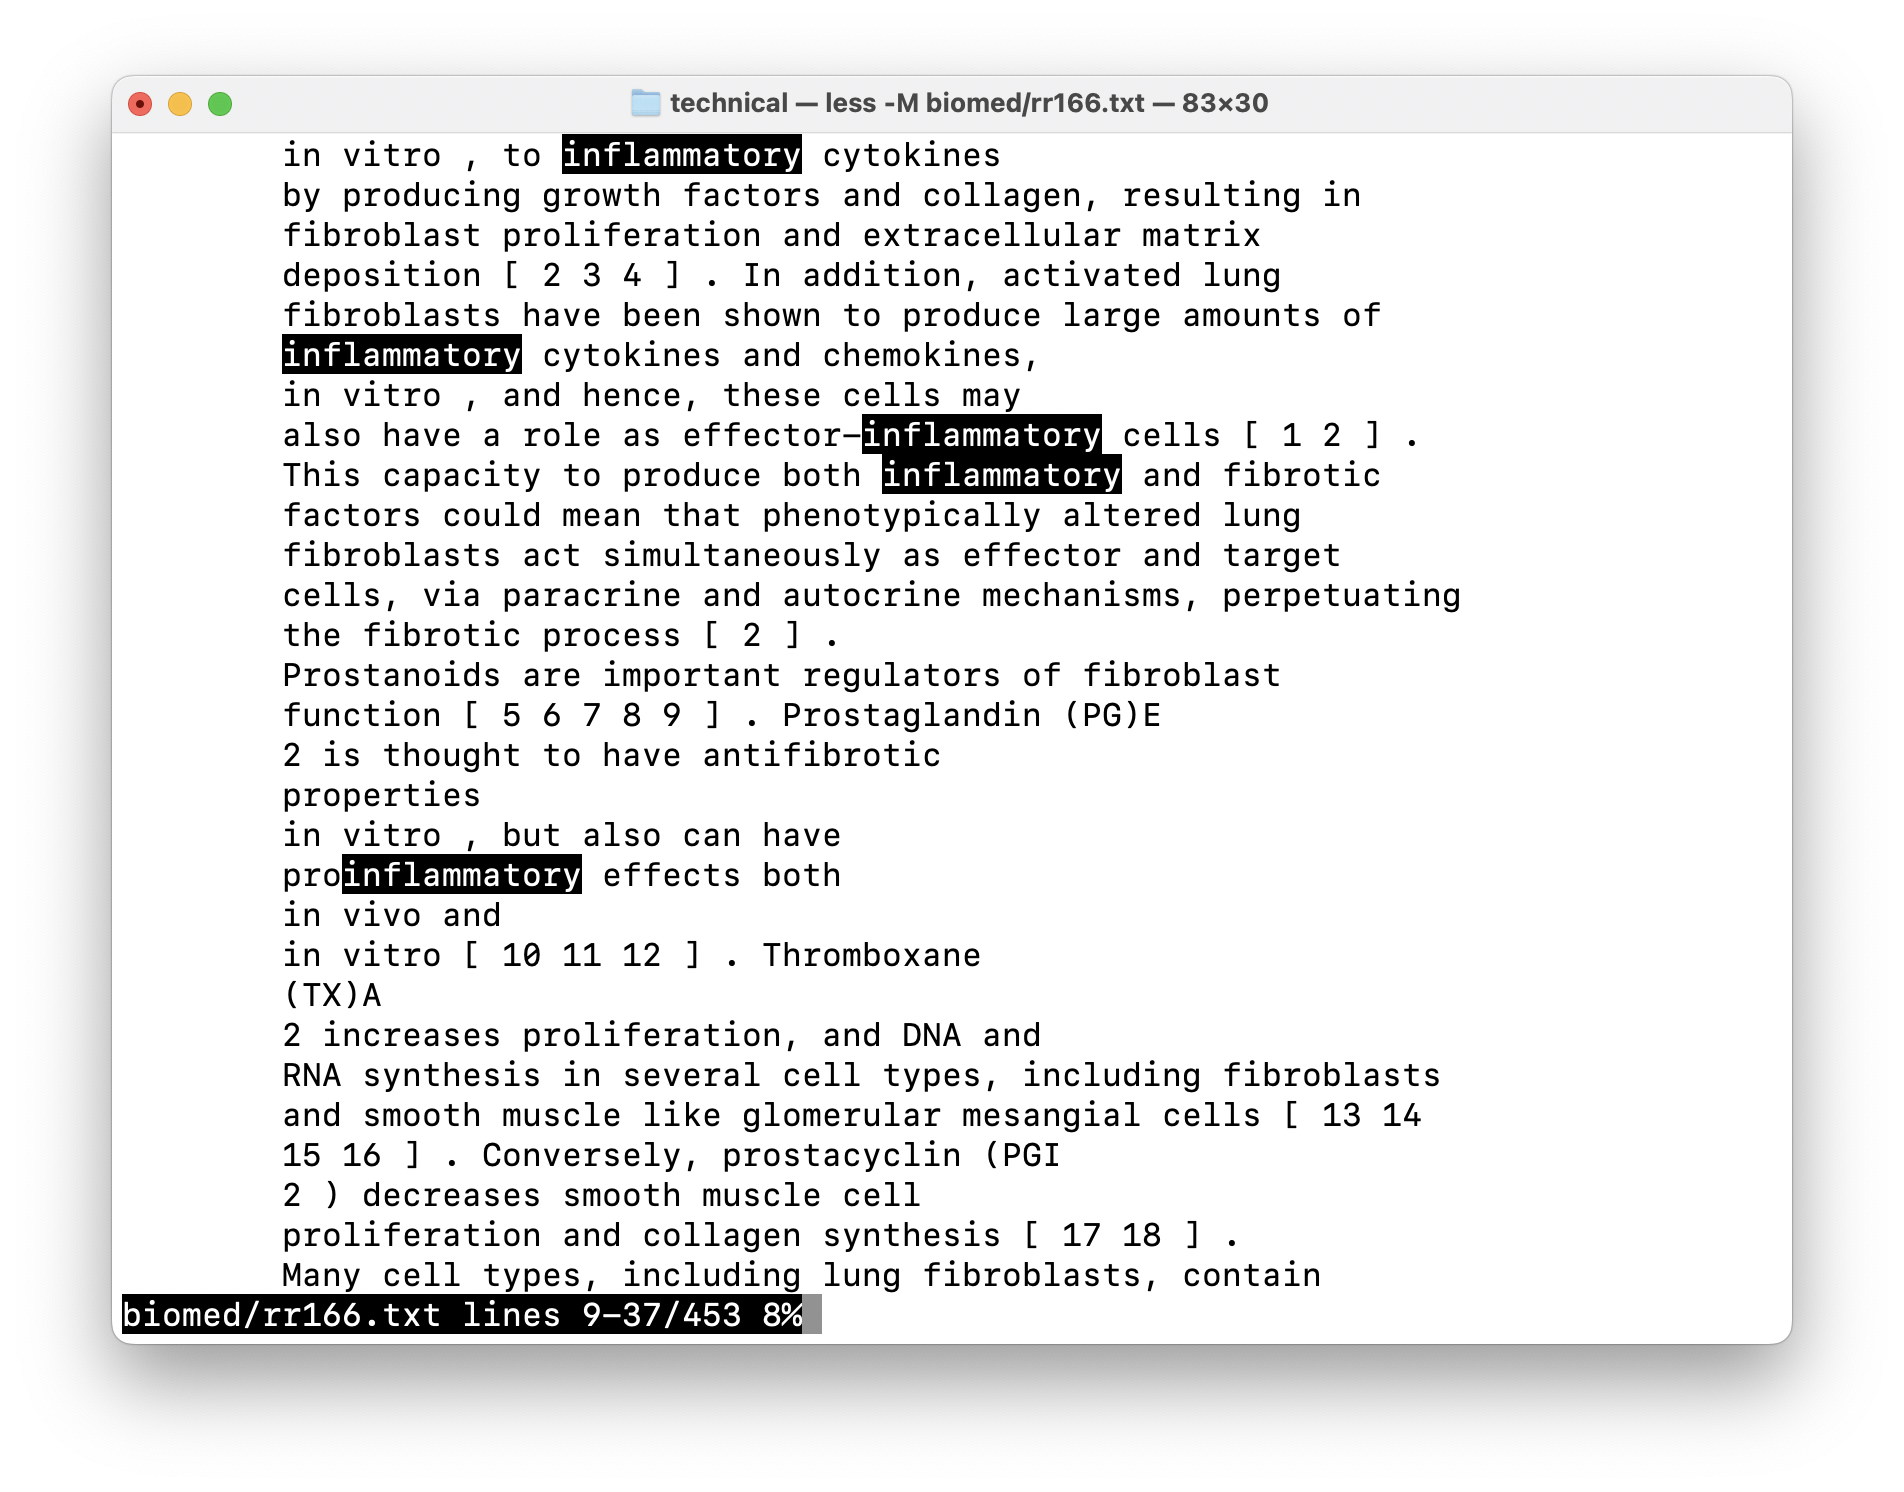 technical — less -M biomed/rr166.txt — 83×30
in vitro , to inflammatory cytokines
by producing growth factors and collagen, resulting in
fibroblast proliferation and extracellular matrix
deposition [ 2 3 4 ] . In addition, activated lung
fibroblasts have been shown to produce large amounts of
inflammatory cytokines and chemokines,
in vitro , and hence, these cells may
also have a role as effector-inflammatory cells [ 1 2 ] .
This capacity to produce both inflammatory and fibrotic
factors could mean that phenotypically altered lung
fibroblasts act simultaneously as effector and target
cells, via paracrine and autocrine mechanisms, perpetuating
the fibrotic process [ 2 ] .
Prostanoids are important regulators of fibroblast
function [ 5 6 7 8 9 ] . Prostaglandin (PG)E
2 is thought to have antifibrotic
properties
in vitro , but also can have
proinflammatory effects both
in vivo and
in vitro [ 10 11 12 ] . Thromboxane
(TX)A
2 increases proliferation, and DNA and
RNA synthesis in several cell types, including fibroblasts
and smooth muscle like glomerular mesangial cells [ 13 14
15 16 ] . Conversely, prostacyclin (PGI
2 ) decreases smooth muscle cell
proliferation and collagen synthesis [ 17 18 ] .
Many cell types, including lung fibroblasts, contain
biomed/rr166.txt lines 9-37/453 8%